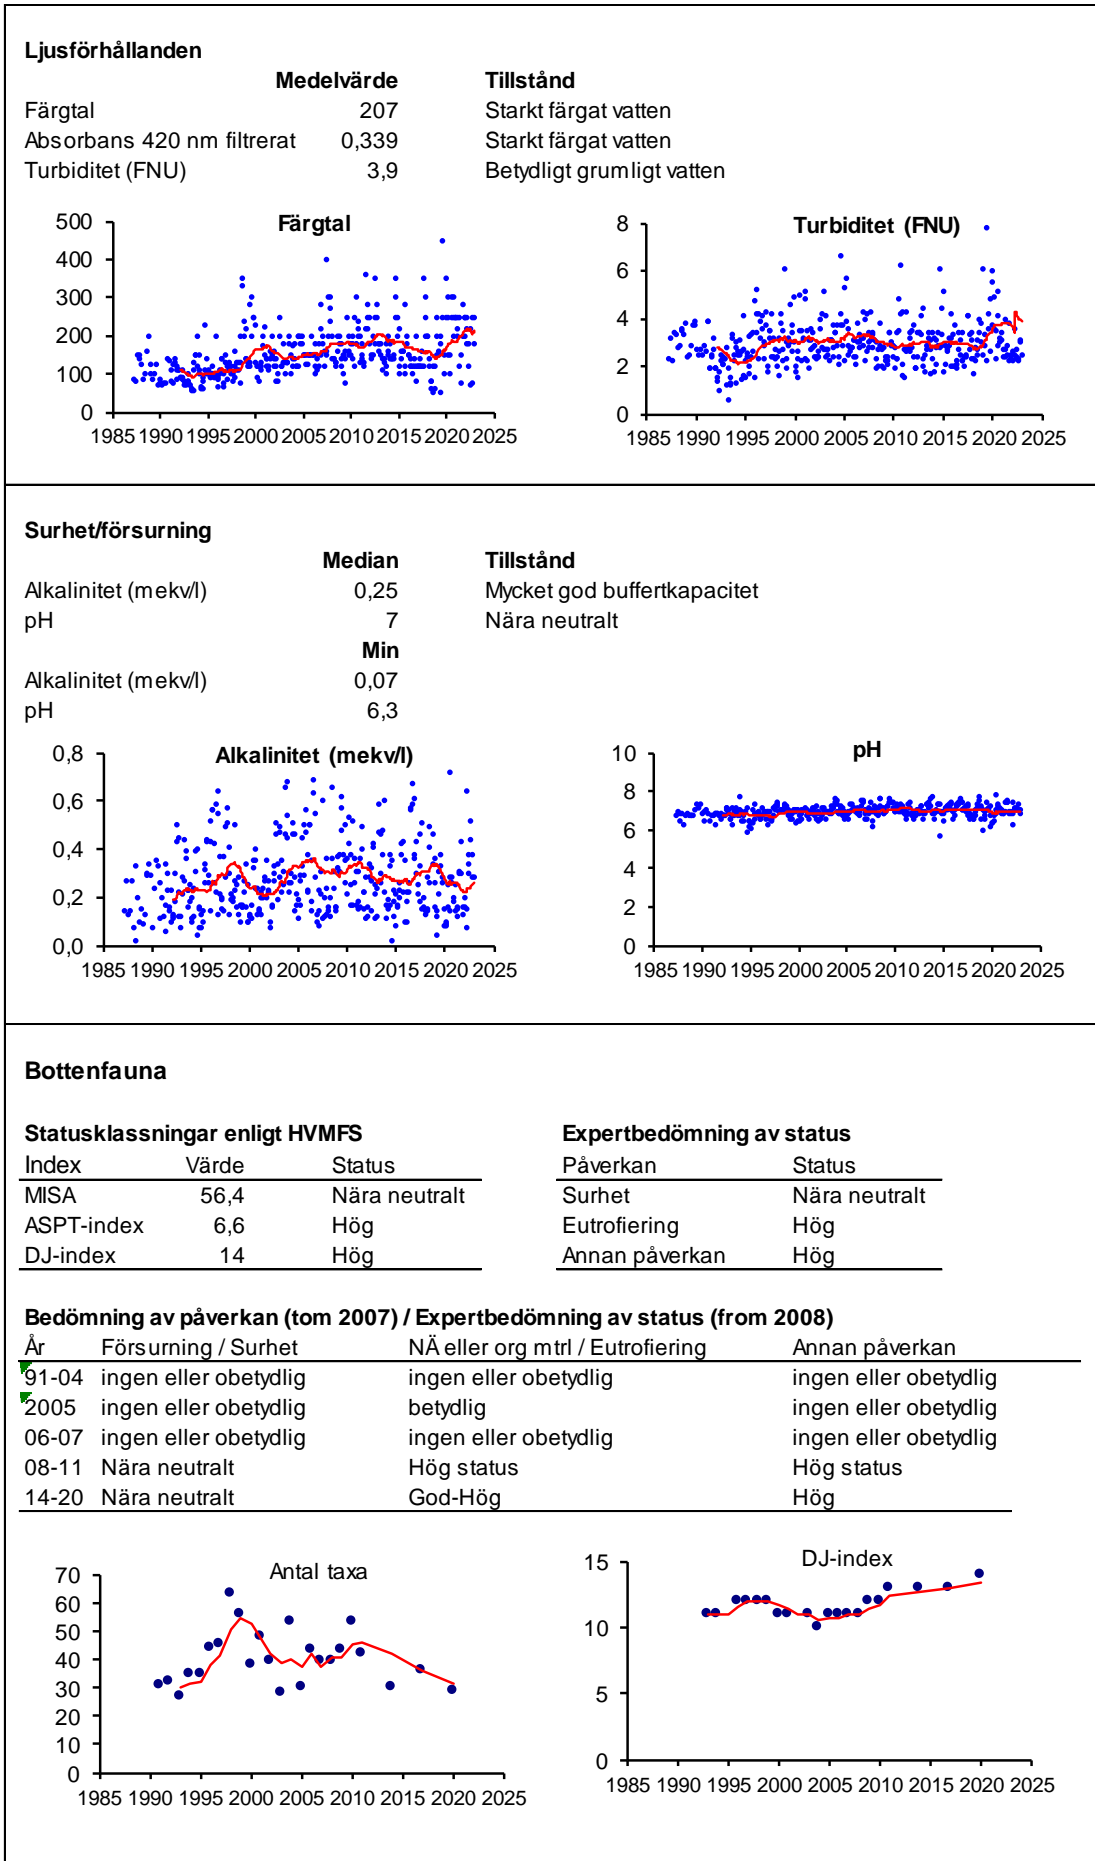 Ljusförhållanden
Medelvärde Tillstånd
Färgtal 207 Starkt färgat vatten
Absorbans 420 nm filtrerat 0,339 Starkt färgat vatten
Turbiditet (FNU) 3,9 Betydligt grumligt vatten
Färgtal
500
400
300
200
100
0
1985 1990 1995 2000 2005 2010 2015 2020 2025
Turbiditet (FNU)
8
6
4
2
0
1985 1990 1995 2000 2005 2010 2015 2020 2025
Surhet/försurning
Median Tillstånd
Alkalinitet (mekv/l) 0,25 Mycket god buffertkapacitet
pH 7 Nära neutralt
Min
Alkalinitet (mekv/l) 0,07
pH 6,3
Alkalinitet (mekv/l)
0,8
0,6
0,4
0,2
0,0
1985 1990 1995 2000 2005 2010 2015 2020 2025
pH
10
8
6
4
2
0
1985 1990 1995 2000 2005 2010 2015 2020 2025
Bottenfauna
Statusklassningar enligt HVMFS
Index Värde Status
MISA 56,4 Nära neutralt
ASPT-index 6,6 Hög
DJ-index 14 Hög
Expertbedömning av status
Påverkan Status
Surhet Nära neutralt
Eutrofiering Hög
Annan påverkan Hög
Bedömning av påverkan (tom 2007) / Expertbedömning av status (from 2008)
År Försurning / Surhet NÄ eller org mtrl / Eutrofiering Annan påverkan
91-04 ingen eller obetydlig ingen eller obetydlig ingen eller obetydlig
2005 ingen eller obetydlig betydlig ingen eller obetydlig
06-07 ingen eller obetydlig ingen eller obetydlig ingen eller obetydlig
08-11 Nära neutralt Hög status Hög status
14-20 Nära neutralt God-Hög Hög
Antal taxa
70
60
50
40
30
20
10
0
1985 1990 1995 2000 2005 2010 2015 2020 2025
DJ-index
15
10
5
0
1985 1990 1995 2000 2005 2010 2015 2020 2025